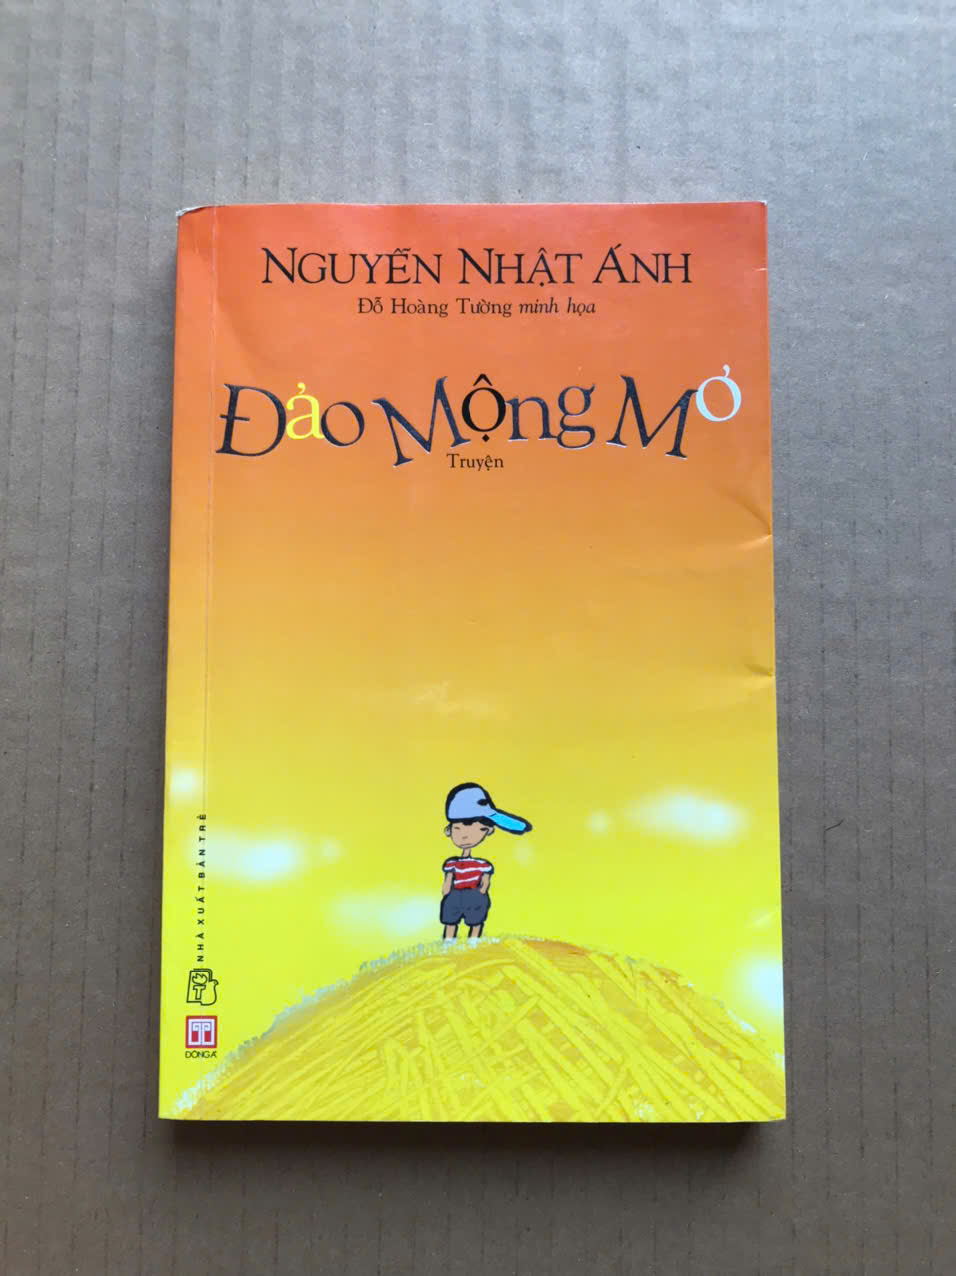 NGUYỄN NHẬT ÁNH
Đỗ Hoàng Tường minh họa
Đảo Mộng Mơ
Truyện
NHÀ XUẤT BẢN TRẺ
ĐÔNG A